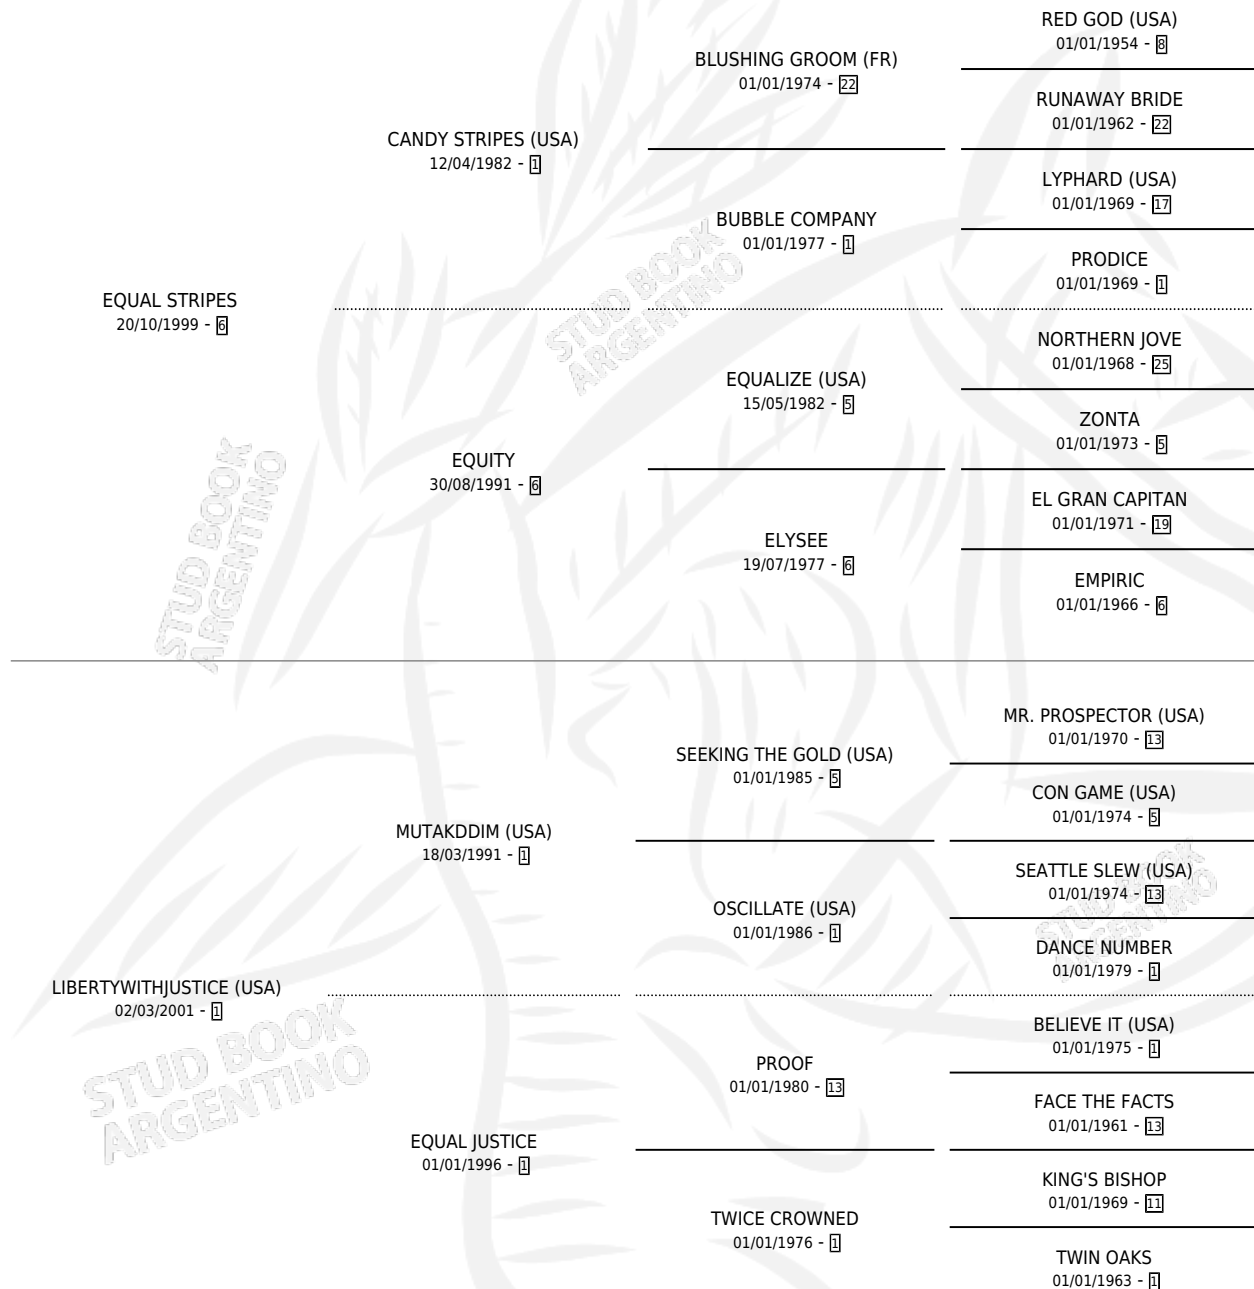 RED GOD (USA)
01/01/1954 - 8
BLUSHING GROOM (FR)
01/01/1974 - 22
RUNAWAY BRIDE
01/01/1962 - 22
CANDY STRIPES (USA)
12/04/1982 - 1
LYPHARD (USA)
01/01/1969 - 17
BUBBLE COMPANY
01/01/1977 - 1
PRODICE
01/01/1969 - 1
EQUAL STRIPES
20/10/1999 - 6
STUD BOOK
ARGENTINO
NORTHERN JOVE
01/01/1968 - 25
EQUALIZE (USA)
15/05/1982 - 5
ZONTA
01/01/1973 - 5
EQUITY
30/08/1991 - 6
EL GRAN CAPITAN
01/01/1971 - 19
ELYSEE
19/07/1977 - 6
EMPIRIC
01/01/1966 - 6
STUD BOOK
ARGENTINO
MR. PROSPECTOR (USA)
01/01/1970 - 13
SEEKING THE GOLD (USA)
01/01/1985 - 5
CON GAME (USA)
01/01/1974 - 5
MUTAKDDIM (USA)
18/03/1991 - 1
SEATTLE SLEW (USA)
01/01/1974 - 13
OSCILLATE (USA)
01/01/1986 - 1
DANCE NUMBER
01/01/1979 - 1
STUD BOOK
ARGENTINO
LIBERTYWITHJUSTICE (USA)
02/03/2001 - 1
STUD BOOK
ARGENTINO
BELIEVE IT (USA)
01/01/1975 - 1
PROOF
01/01/1980 - 13
FACE THE FACTS
01/01/1961 - 13
EQUAL JUSTICE
01/01/1996 - 1
KING'S BISHOP
01/01/1969 - 11
TWICE CROWNED
01/01/1976 - 1
TWIN OAKS
01/01/1963 - 1